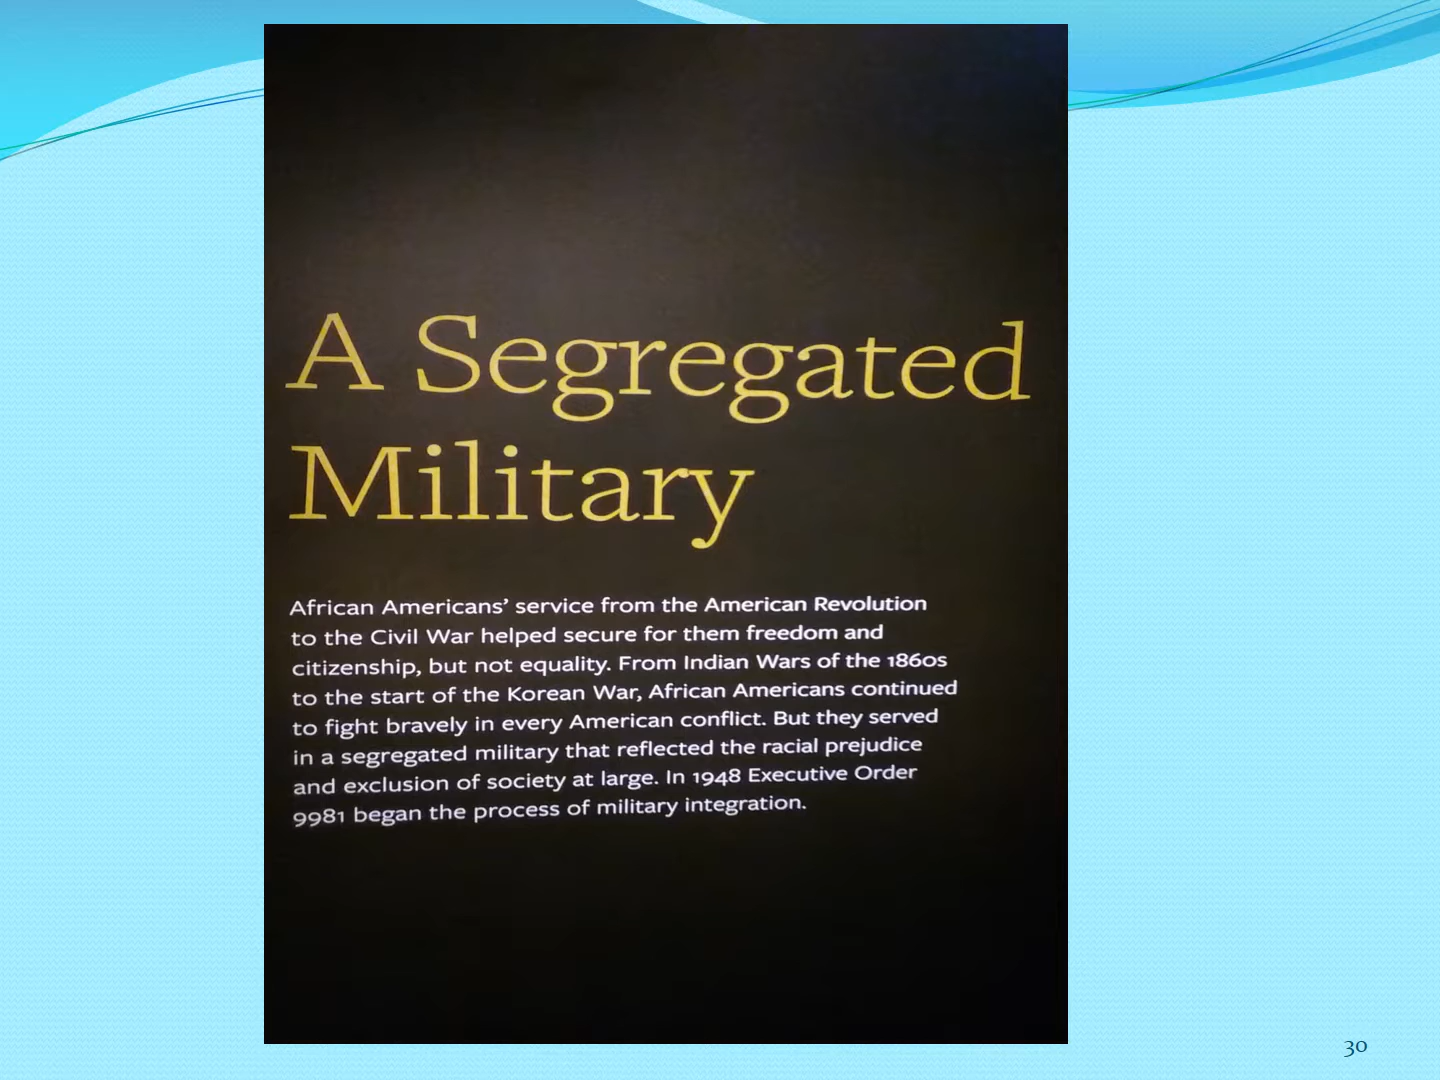 A Segregated
Military
African Americans’ service from the American Revolution
to the Civil War helped secure for them freedom and
citizenship, but not equality. From Indian Wars of the 1860s
to the start of the Korean War, African Americans continued
to fight bravely in every American conflict. But they served
in a segregated military that reflected the racial prejudice
and exclusion of society at large. In 1948 Executive Order
9981 began the process of military integration.
30